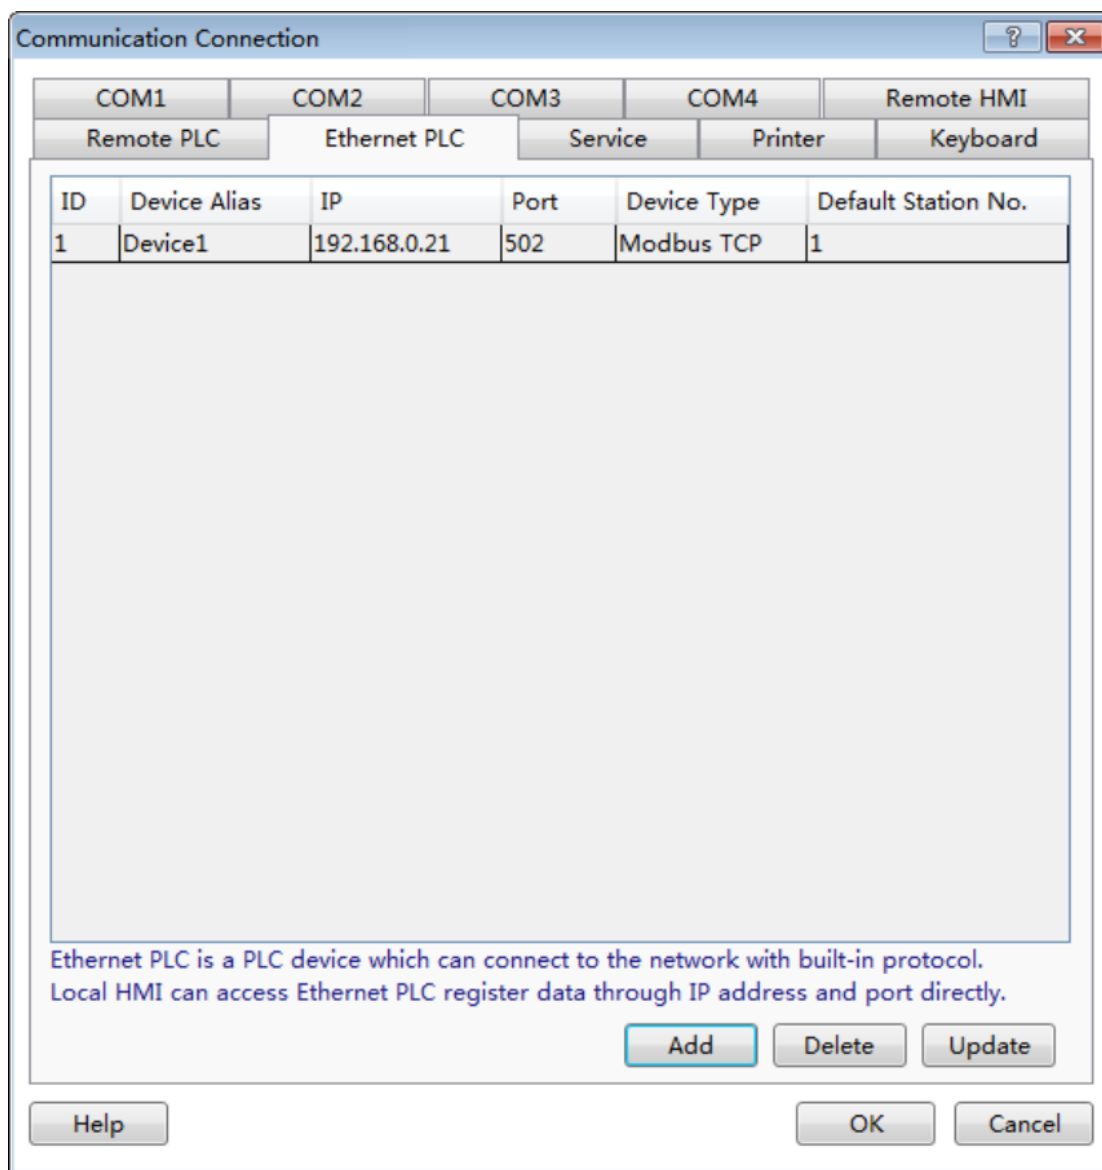 Communication Connection
COM1 COM2 COM3 COM4 Remote HMI
Remote PLC Ethernet PLC Service Printer Keyboard
ID Device Alias IP Port Device Type Default Station No.
1 Device1 192.168.0.21 502 Modbus TCP 1
Ethernet PLC is a PLC device which can connect to the network with built-in protocol.
Local HMI can access Ethernet PLC register data through IP address and port directly.
Add Delete Update
Help OK Cancel